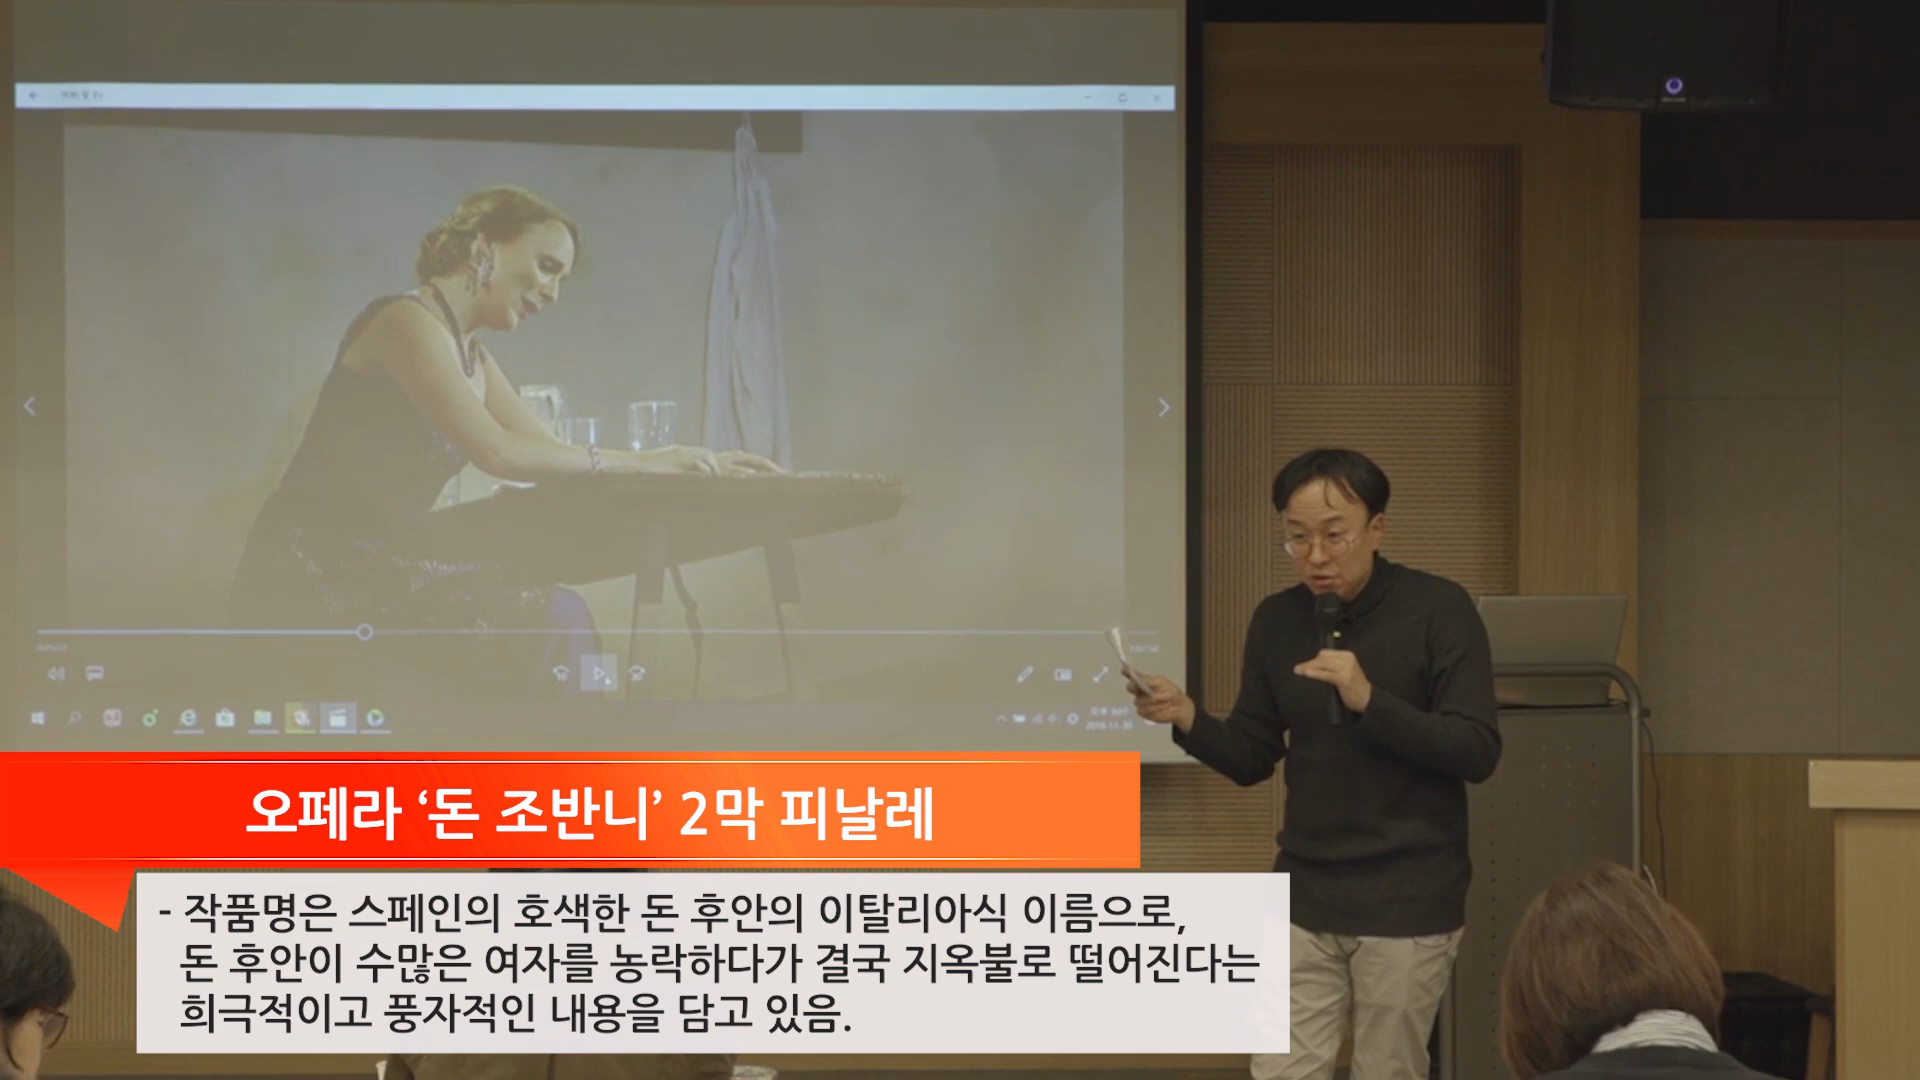 오페라 ‘돈 조반니’ 2막 피날레
- 작품명은 스페인의 호색한 돈 후안의 이탈리아식 이름으로,
돈 후안이 수많은 여자를 농락하다가 결국 지옥불로 떨어진다는
희극적이고 풍자적인 내용을 담고 있음.